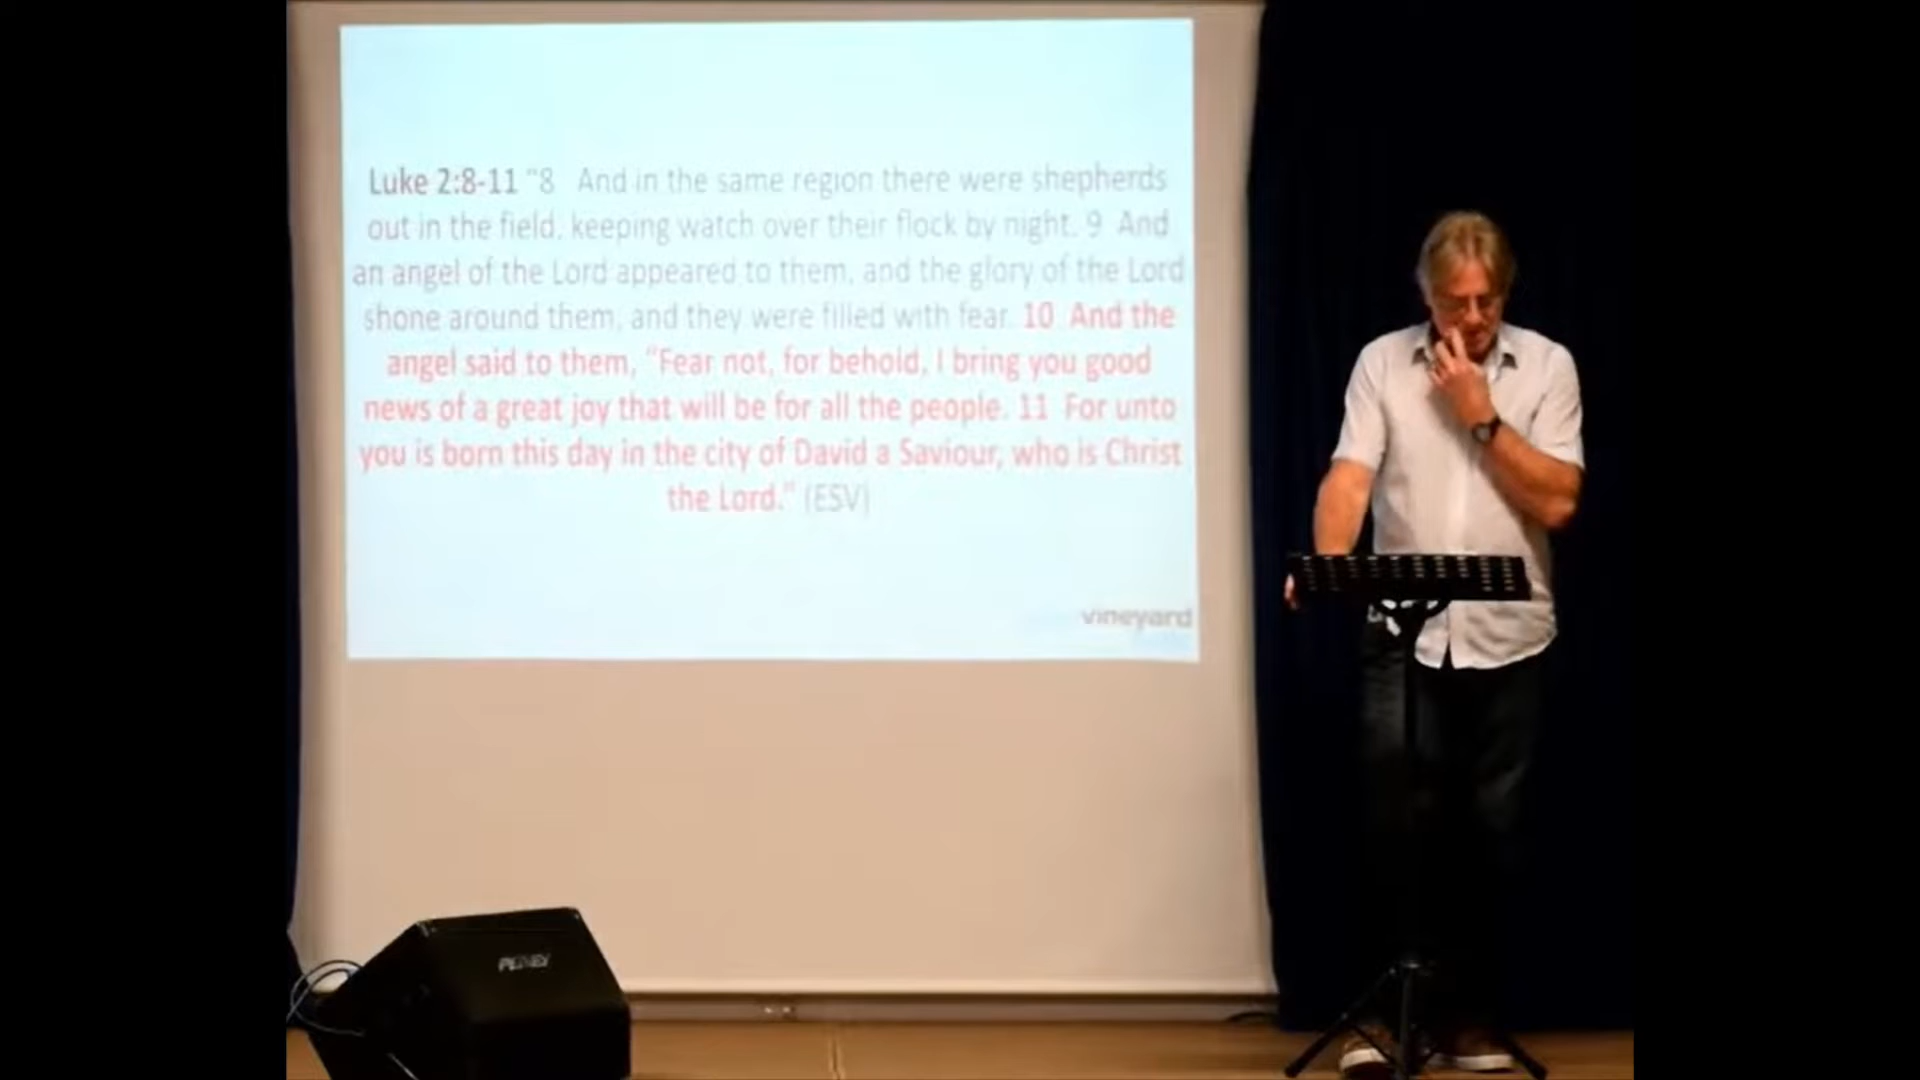 Luke 2:8-11 "8 And in the same region there were shepherds
out in the field, keeping watch over their flock by night. 9 And
an angel of the Lord appeared to them, and the glory of the Lord
shone around them, and they were filled with fear. 10 And the
angel said to them, "Fear not, for behold, I bring you good
news of a great joy that will be for all the people. 11 For unto
you is born this day in the city of David a Saviour, who is Christ
the Lord." (ESV)
vineyard
PEAVEY